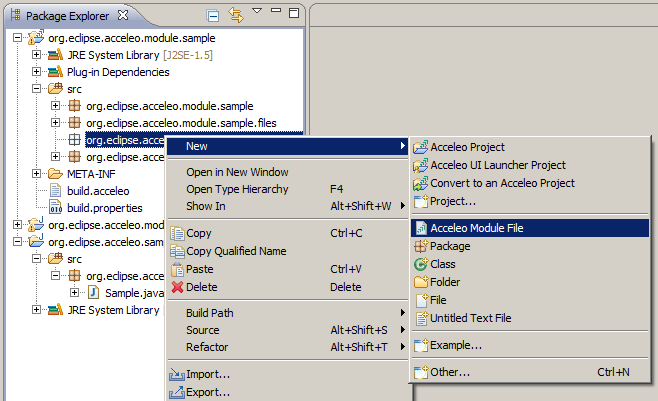 Package Explorer
org.eclipse.acceleo.module.sample
JRE System Library [J2SE-1.5]
Plug-in Dependencies
src
org.eclipse.acceleo.module.sample
org.eclipse.acceleo.module.sample.files
org.eclipse.acce
org.eclipse.acce
META-INF
build.acceleo
build.properties
org.eclipse.acceleo.mod
org.eclipse.acceleo.sam
src
org.eclipse.acce
Sample.java
JRE System Library
New
Open in New Window
Open Type Hierarchy F4
Show In Alt+Shift+W
Copy Ctrl+C
Copy Qualified Name
Paste Ctrl+V
Delete Delete
Build Path
Source Alt+Shift+S
Refactor Alt+Shift+T
Import...
Export...
Acceleo Project
Acceleo UI Launcher Project
Convert to an Acceleo Project
Project...
Acceleo Module File
Package
Class
Folder
File
Untitled Text File
Example...
Other... Ctrl+N